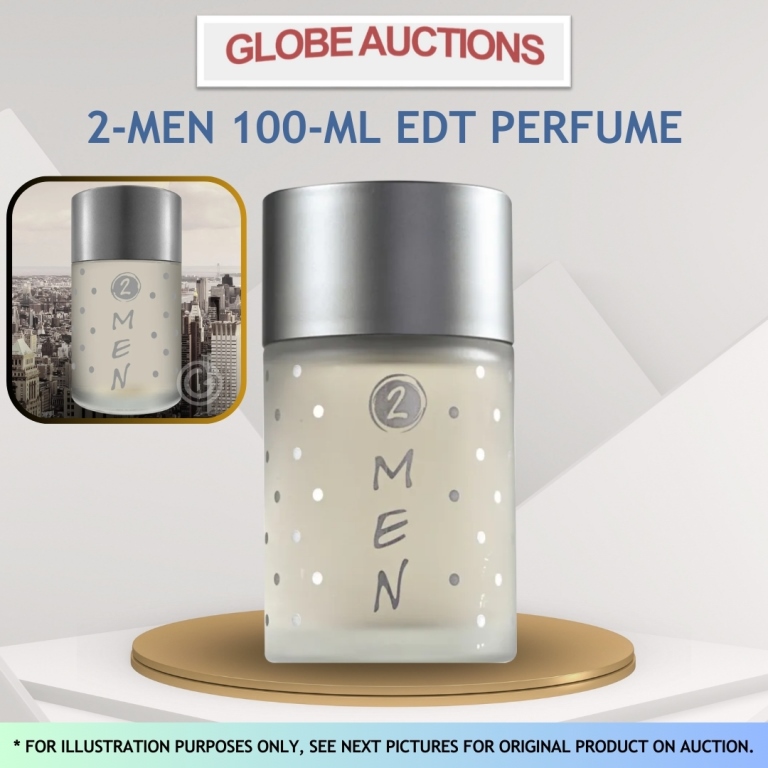 GLOBE AUCTIONS
2-MEN 100-ML EDT PERFUME
2
M
E
N
2
M
E
N
* FOR ILLUSTRATION PURPOSES ONLY, SEE NEXT PICTURES FOR ORIGINAL PRODUCT ON AUCTION.